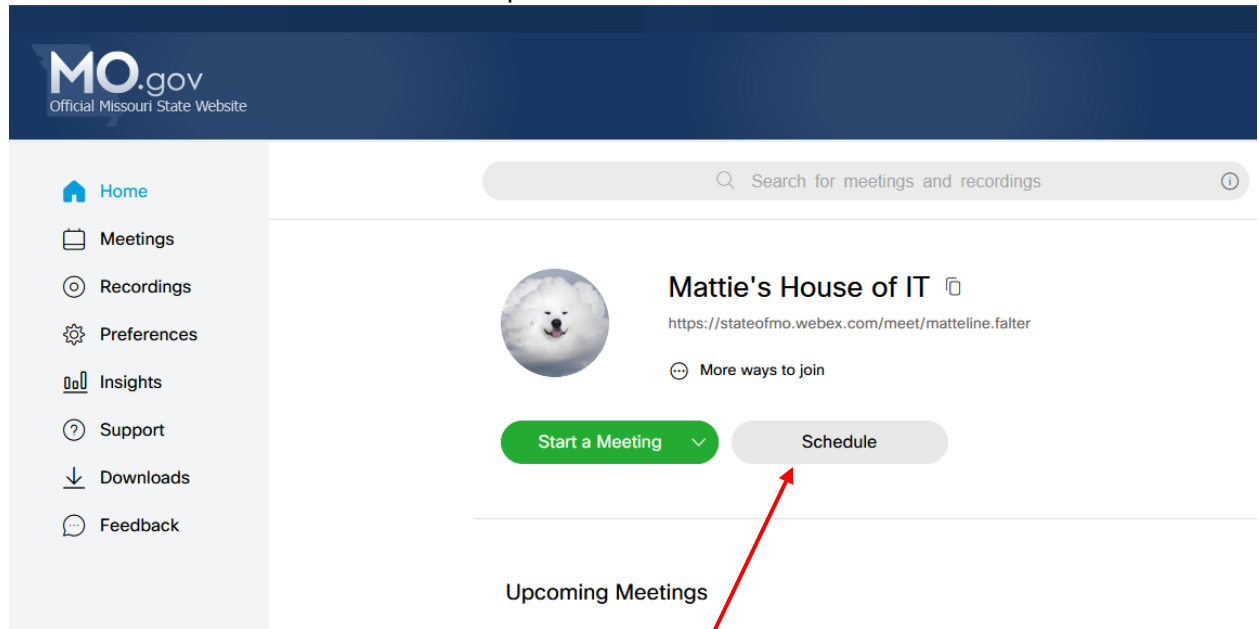 MO.gov
Official Missouri State Website
Search for meetings and recordings
Home
Meetings
Recordings
Preferences
Insights
Support
Downloads
Feedback
Mattie's House of IT
https://stateofmo.webex.com/meet/matteline.falter
More ways to join
Start a Meeting
Schedule
Upcoming Meetings